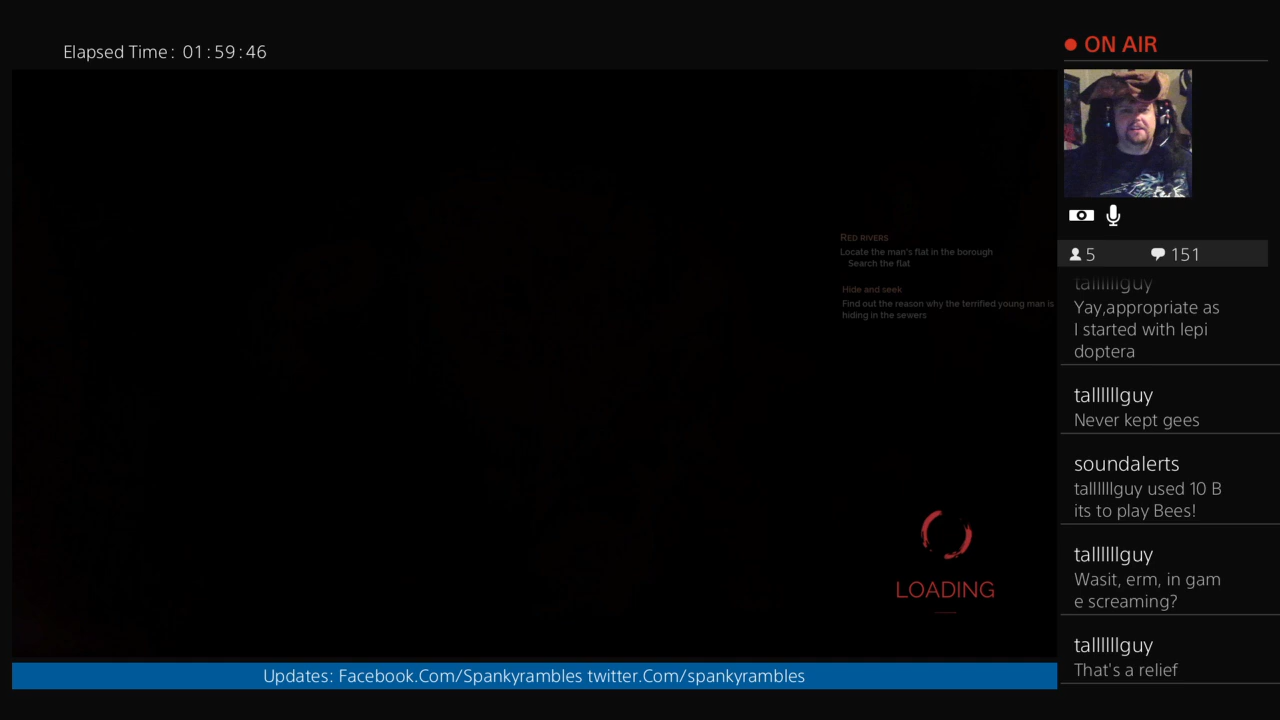 Elapsed Time: 01:59:46
ON AIR
5
151
RED RIVERS
Locate the man's flat in the borough
Search the flat
Hide and seek
Find out the reason why the terrified young man is
hiding in the sewers
LOADING
tallllllguy
Yay,appropriate as
I started with lepi
doptera
tallllllguy
Never kept gees
soundalerts
tallllllguy used 10 B
its to play Bees!
tallllllguy
Wasit, erm, in gam
e screaming?
tallllllguy
That's a relief
Updates: Facebook.Com/Spankyrambles twitter.Com/spankyrambles